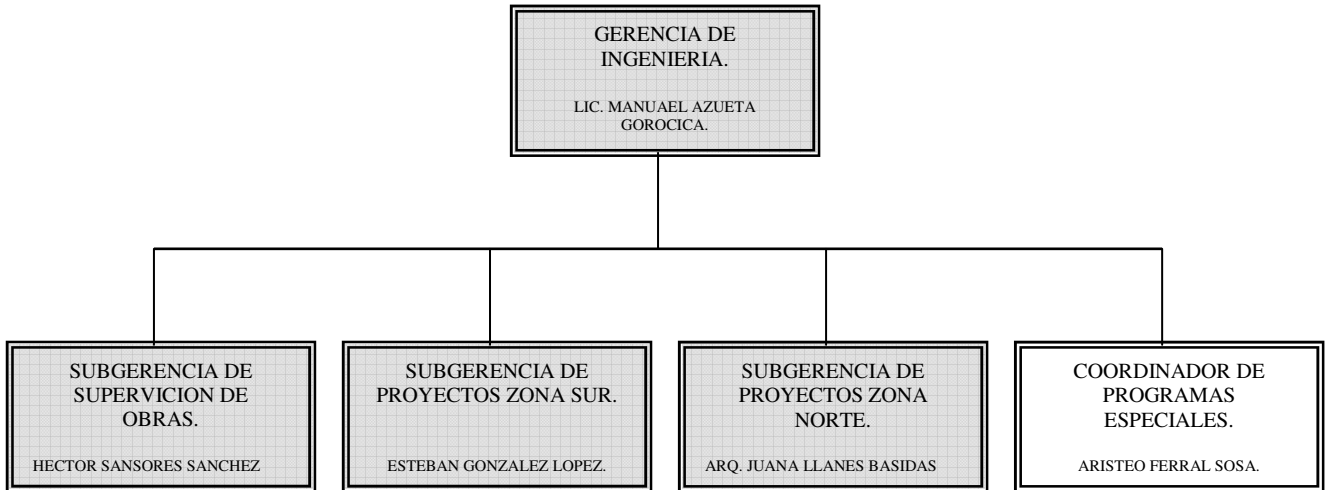 GERENCIA DE
INGENIERIA.
LIC. MANUAEL AZUETA
GOROCICA.
SUBGERENCIA DE
SUPERVICION DE
OBRAS.
HECTOR SANSORES SANCHEZ
SUBGERENCIA DE
PROYECTOS ZONA SUR.
ESTEBAN GONZALEZ LOPEZ.
SUBGERENCIA DE
PROYECTOS ZONA
NORTE.
ARQ. JUANA LLANES BASIDAS
COORDINADOR DE
PROGRAMAS
ESPECIALES.
ARISTEO FERRAL SOSA.